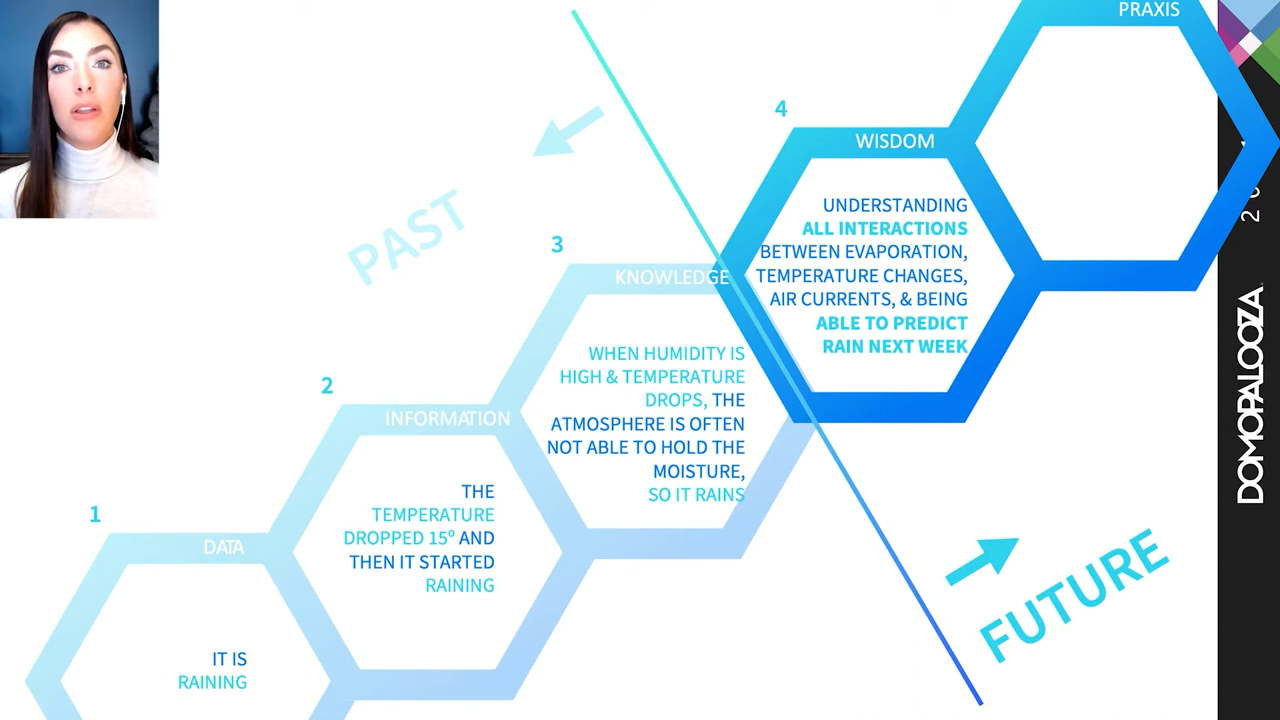 PRAXIS
4
WISDOM
UNDERSTANDING
ALL INTERACTIONS
BETWEEN EVAPORATION,
TEMPERATURE CHANGES,
AIR CURRENTS, & BEING
ABLE TO PREDICT
RAIN NEXT WEEK
PAST
3
KNOWLEDGE
WHEN HUMIDITY IS
HIGH & TEMPERATURE
DROPS, THE
ATMOSPHERE IS OFTEN
NOT ABLE TO HOLD THE
MOISTURE,
SO IT RAINS
2
INFORMATION
THE
TEMPERATURE
DROPPED 15° AND
THEN IT STARTED
RAINING
1
DATA
IT IS
RAINING
FUTURE
DOMOPALOOZA